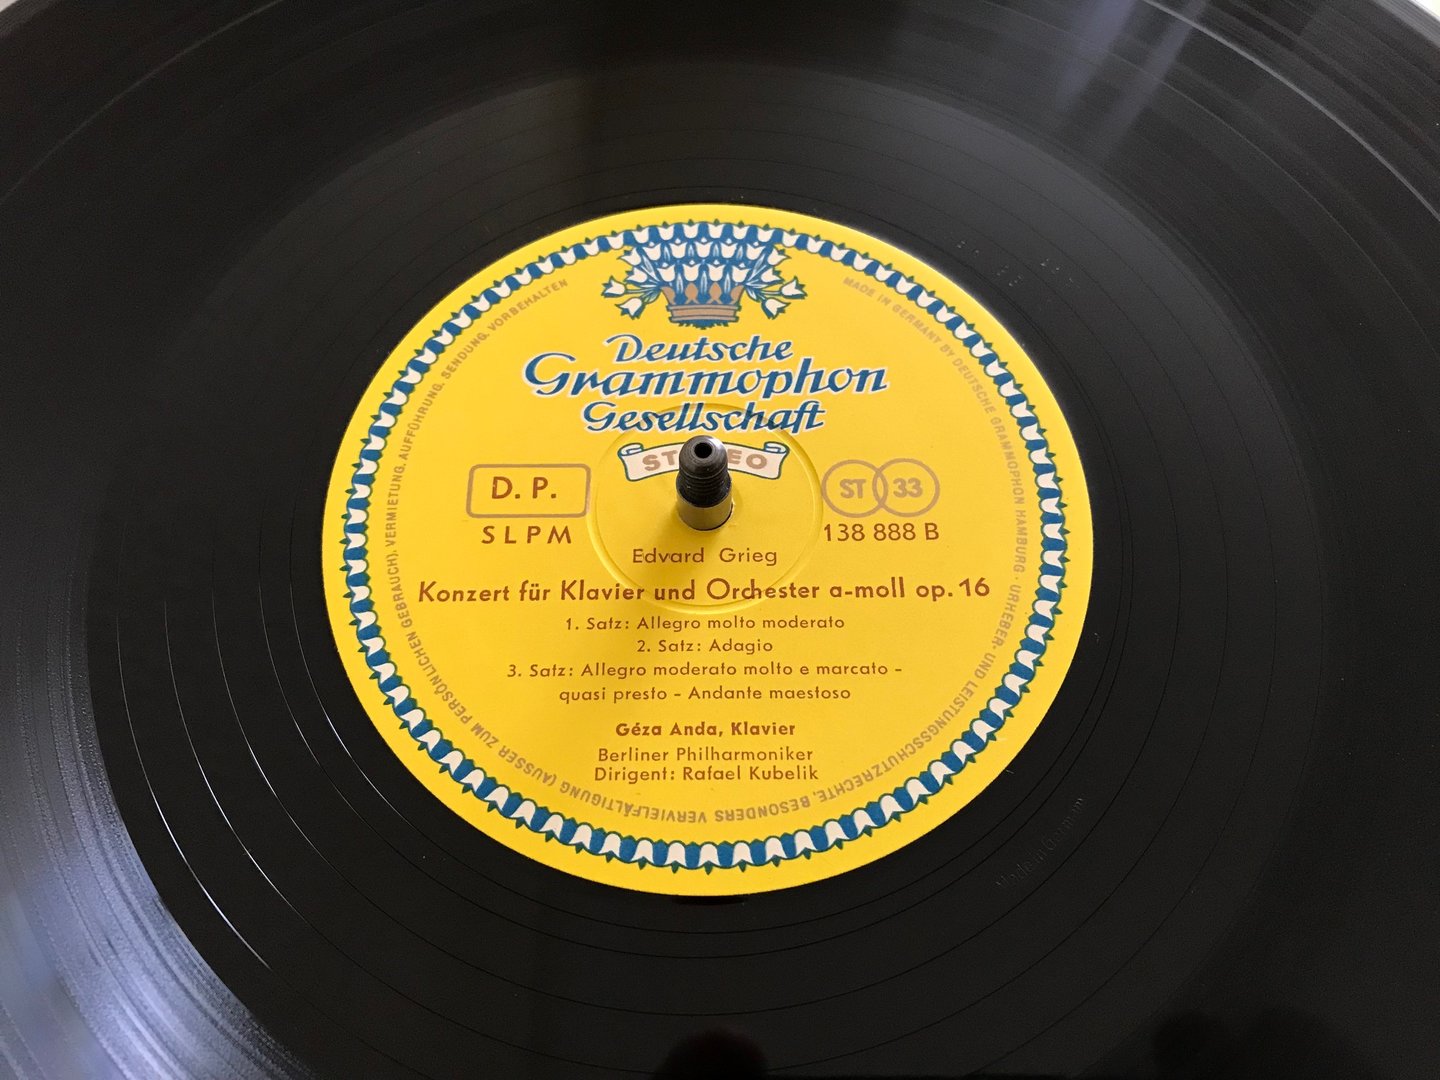 Deutsche
Grammophon
Gesellschaft
STEREO
D. P.
SLPM
ST 33
138 888 B
Edvard Grieg
Konzert für Klavier und Orchester a-moll op. 16
1. Satz: Allegro molto moderato
2. Satz: Adagio
3. Satz: Allegro moderato molto e marcato -
quasi presto - Andante maestoso
Géza Anda, Klavier
Berliner Philharmoniker
Dirigent: Rafael Kubelik
MADE IN GERMANY BY DEUTSCHE GRAMMOPHON HAMBURG · URHEBER- UND LEISTUNGSSCHUTZRECHTE, BESONDERS VERVIELFÄLTIGUNG (AUSSER ZUM PERSÖNLICHEN GEBRAUCH), VERMIETUNG, AUFFÜHRUNG, SENDUNG, VORBEHALTEN
Made in Germany